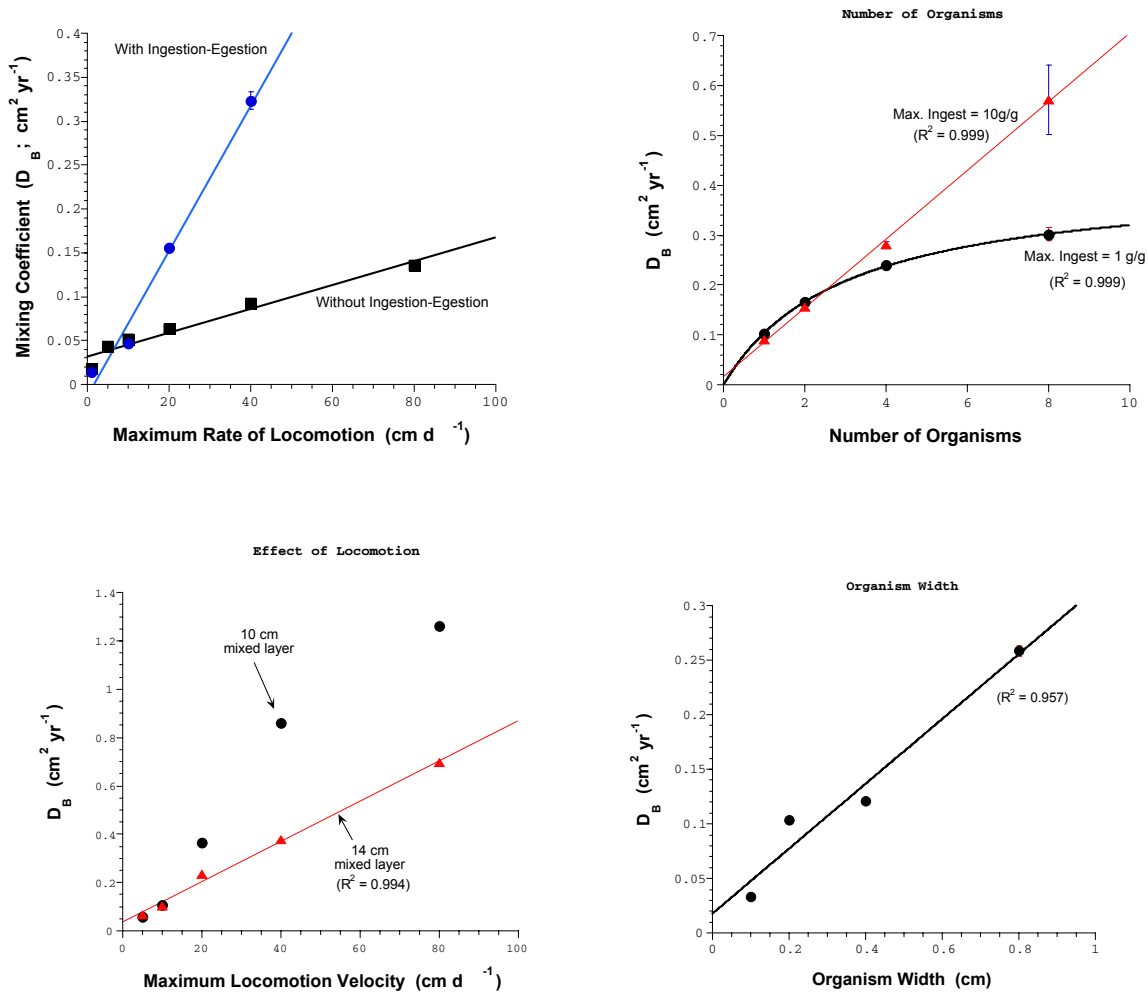 With Ingestion-Egestion
Without Ingestion-Egestion
Mixing Coefficient (D_B; cm² yr⁻¹)
0.4
0.35
0.3
0.25
0.2
0.15
0.1
0.05
0
0 20 40 60 80 100
Maximum Rate of Locomotion (cm d⁻¹)
Number of Organisms
D_B (cm² yr⁻¹)
0.7
0.6
0.5
0.4
0.3
0.2
0.1
0
Max. Ingest = 10g/g
(R² = 0.999)
Max. Ingest = 1 g/g
(R² = 0.999)
0 2 4 6 8 10
Number of Organisms
Effect of Locomotion
D_B (cm² yr⁻¹)
1.4
1.2
1
0.8
0.6
0.4
0.2
0
10 cm
mixed layer
14 cm
mixed layer
(R² = 0.994)
0 20 40 60 80 100
Maximum Locomotion Velocity (cm d⁻¹)
Organism Width
D_B (cm² yr⁻¹)
0.3
0.25
0.2
0.15
0.1
0.05
0
(R² = 0.957)
0 0.2 0.4 0.6 0.8 1
Organism Width (cm)